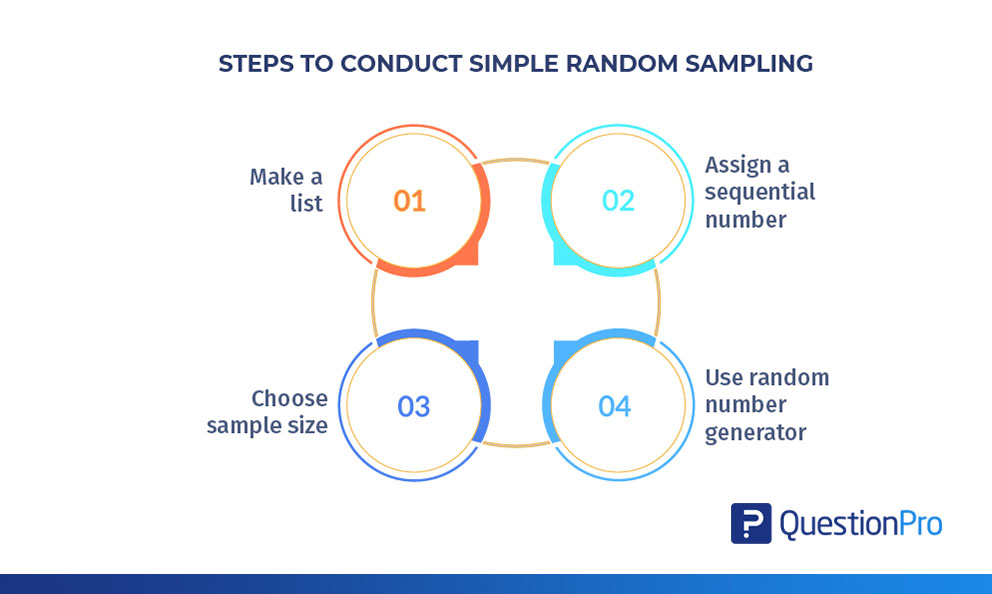 STEPS TO CONDUCT SIMPLE RANDOM SAMPLING
01
Make a
list
02
Assign a
sequential
number
03
Choose
sample size
04
Use random
number
generator
QuestionPro